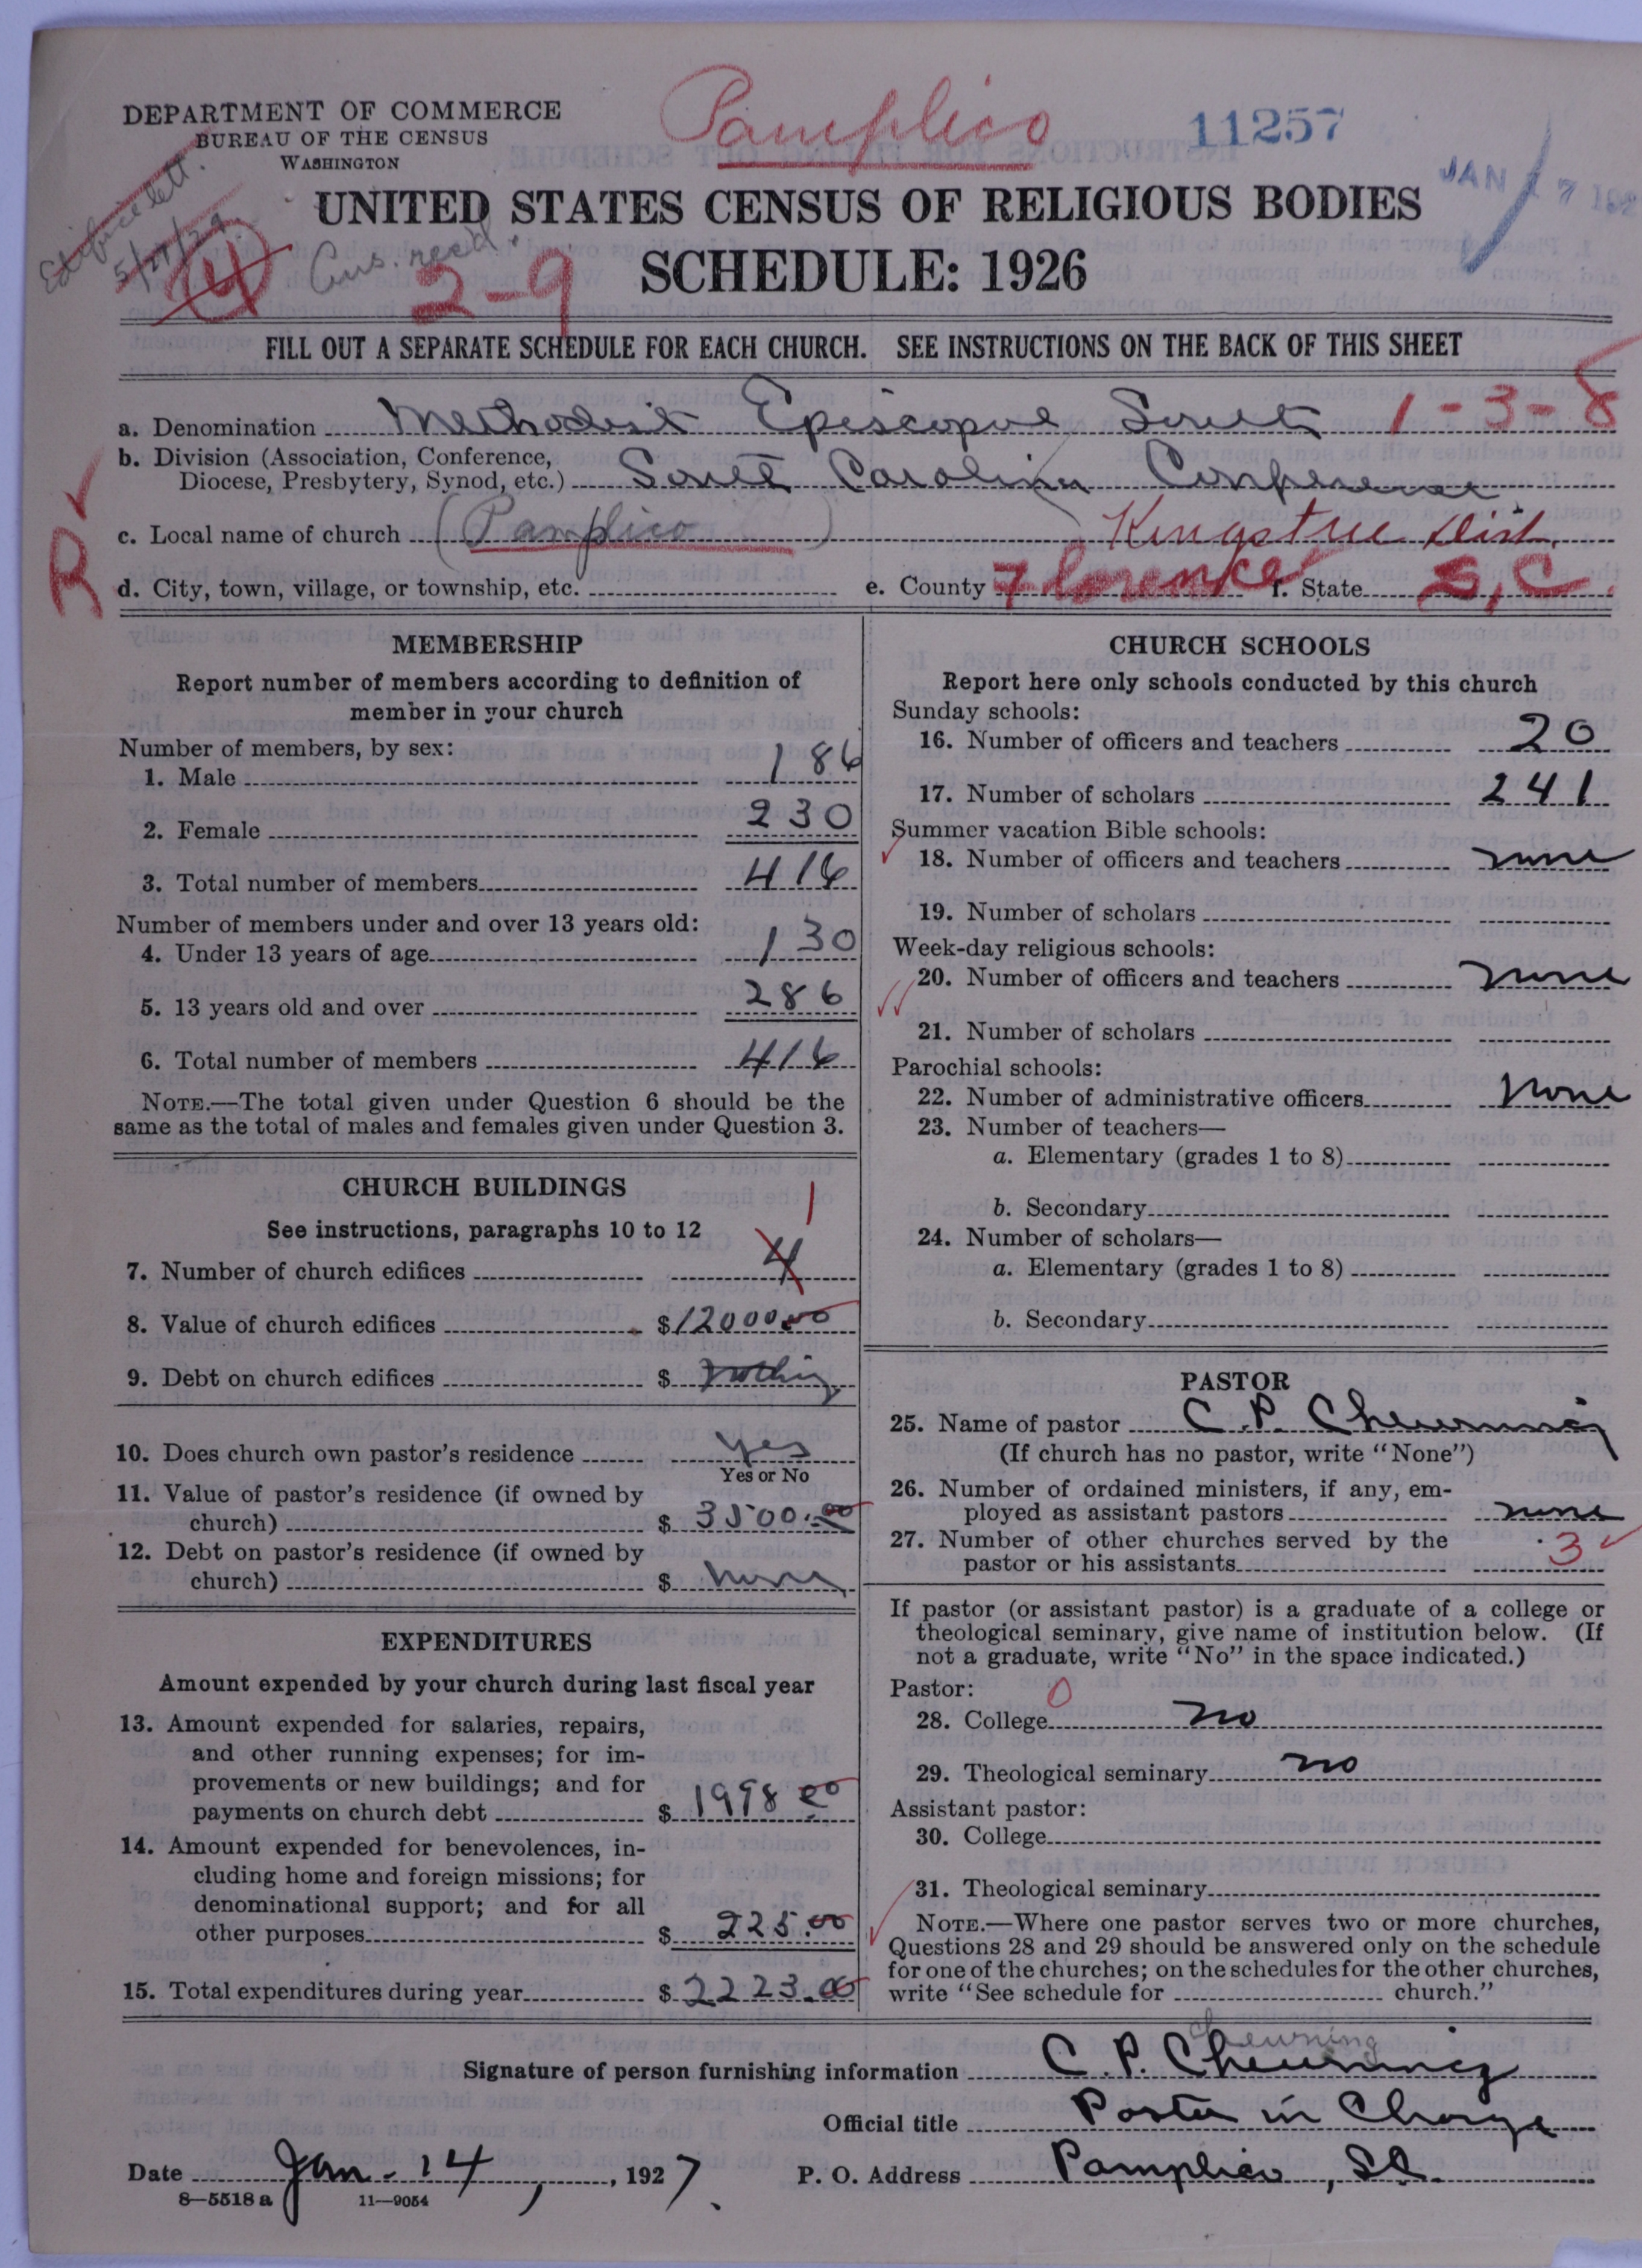 DEPARTMENT OF COMMERCE
BUREAU OF THE CENSUS
WASHINGTON
Pamplico
11257
JAN 17 192
UNITED STATES CENSUS OF RELIGIOUS BODIES
SCHEDULE: 1926
Edifice lett.
5/27/29
Ans. rec'd.
4
2-9
FILL OUT A SEPARATE SCHEDULE FOR EACH CHURCH. SEE INSTRUCTIONS ON THE BACK OF THIS SHEET
a. Denomination Methodist Episcopal South 1-3-8
b. Division (Association, Conference,
Diocese, Presbytery, Synod, etc.) South Carolina Conference
R
c. Local name of church (Pamplico) Kingstree Dist.
d. City, town, village, or township, etc. e. County Florence f. State S, C.
MEMBERSHIP
Report number of members according to definition of
member in your church
Number of members, by sex:
1. Male 186
2. Female 230
3. Total number of members 416
Number of members under and over 13 years old:
4. Under 13 years of age 130
5. 13 years old and over 286
6. Total number of members 416
NOTE.—The total given under Question 6 should be the
same as the total of males and females given under Question 3.
CHURCH BUILDINGS
See instructions, paragraphs 10 to 12
1
7. Number of church edifices 4
8. Value of church edifices $12000.00
9. Debt on church edifices $ nothing
10. Does church own pastor's residence yes
Yes or No
11. Value of pastor's residence (if owned by
church) $ 3500.00
12. Debt on pastor's residence (if owned by
church) $ none
EXPENDITURES
Amount expended by your church during last fiscal year
13. Amount expended for salaries, repairs,
and other running expenses; for im-
provements or new buildings; and for
payments on church debt $ 1998 00
14. Amount expended for benevolences, in-
cluding home and foreign missions; for
denominational support; and for all
other purposes $ 225.00
15. Total expenditures during year $ 2223.00
CHURCH SCHOOLS
Report here only schools conducted by this church
Sunday schools:
16. Number of officers and teachers 20
17. Number of scholars 241
Summer vacation Bible schools:
18. Number of officers and teachers none
19. Number of scholars
Week-day religious schools:
20. Number of officers and teachers none
21. Number of scholars
Parochial schools:
22. Number of administrative officers none
23. Number of teachers—
a. Elementary (grades 1 to 8)
b. Secondary
24. Number of scholars—
a. Elementary (grades 1 to 8)
b. Secondary
PASTOR
25. Name of pastor C. P. Chewning
(If church has no pastor, write "None")
26. Number of ordained ministers, if any, em-
ployed as assistant pastors none
27. Number of other churches served by the
pastor or his assistants 3
If pastor (or assistant pastor) is a graduate of a college or
theological seminary, give name of institution below. (If
not a graduate, write "No" in the space indicated.)
Pastor: 0
28. College no
29. Theological seminary no
Assistant pastor:
30. College
31. Theological seminary
NOTE.—Where one pastor serves two or more churches,
Questions 28 and 29 should be answered only on the schedule
for one of the churches; on the schedules for the other churches,
write "See schedule for church."
Chewning
Signature of person furnishing information C. P. Chewning
Official title Pastor in Charge
Date Jan. 14, 1927. P. O. Address Pamplico, S.C.
8—5518 a 11—9054